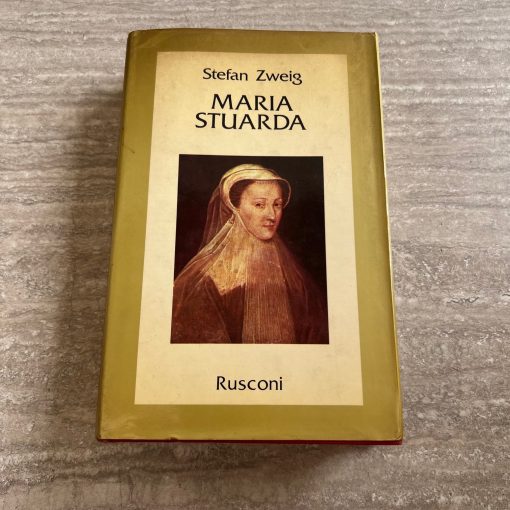 Stefan Zweig
MARIA
STUARDA
Rusconi